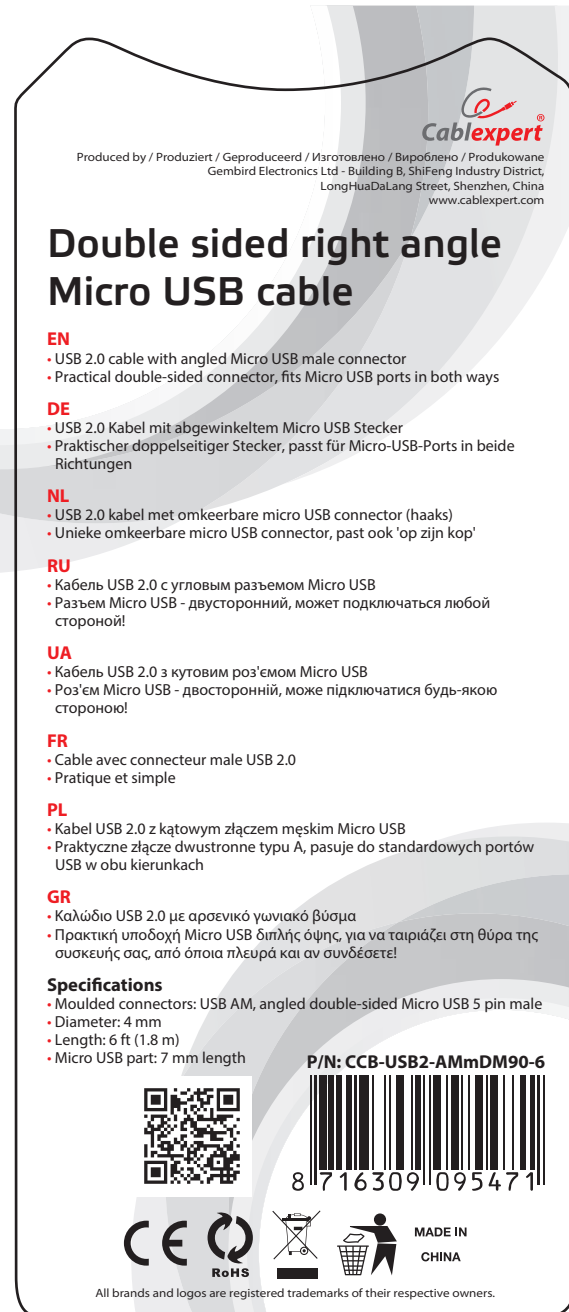 Cablexpert®
Produced by / Produziert / Geproduceerd / Изготовлено / Вироблено / Produkowane
Gembird Electronics Ltd - Building B, ShiFeng Industry District,
LongHuaDaLang Street, Shenzhen, China
www.cablexpert.com
Double sided right angle
Micro USB cable
EN
• USB 2.0 cable with angled Micro USB male connector
• Practical double-sided connector, fits Micro USB ports in both ways
DE
• USB 2.0 Kabel mit abgewinkeltem Micro USB Stecker
• Praktischer doppelseitiger Stecker, passt für Micro-USB-Ports in beide
Richtungen
NL
• USB 2.0 kabel met omkeerbare micro USB connector (haaks)
• Unieke omkeerbare micro USB connector, past ook 'op zijn kop'
RU
• Кабель USB 2.0 с угловым разъемом Micro USB
• Разъем Micro USB - двусторонний, может подключаться любой
стороной!
UA
• Кабель USB 2.0 з кутовим роз'ємом Micro USB
• Роз'єм Micro USB - двосторонній, може підключатися будь-якою
стороною!
FR
• Cable avec connecteur male USB 2.0
• Pratique et simple
PL
• Kabel USB 2.0 z kątowym złączem męskim Micro USB
• Praktyczne złącze dwustronne typu A, pasuje do standardowych portów
USB w obu kierunkach
GR
• Καλώδιο USB 2.0 με αρσενικό γωνιακό βύσμα
• Πρακτική υποδοχή Micro USB διπλής όψης, για να ταιριάζει στη θύρα της
συσκευής σας, από όποια πλευρά και αν συνδέσετε!
Specifications
• Moulded connectors: USB AM, angled double-sided Micro USB 5 pin male
• Diameter: 4 mm
• Length: 6 ft (1.8 m)
• Micro USB part: 7 mm length
P/N: CCB-USB2-AMmDM90-6
8 716309 095471
CE
RoHS
MADE IN
CHINA
All brands and logos are registered trademarks of their respective owners.